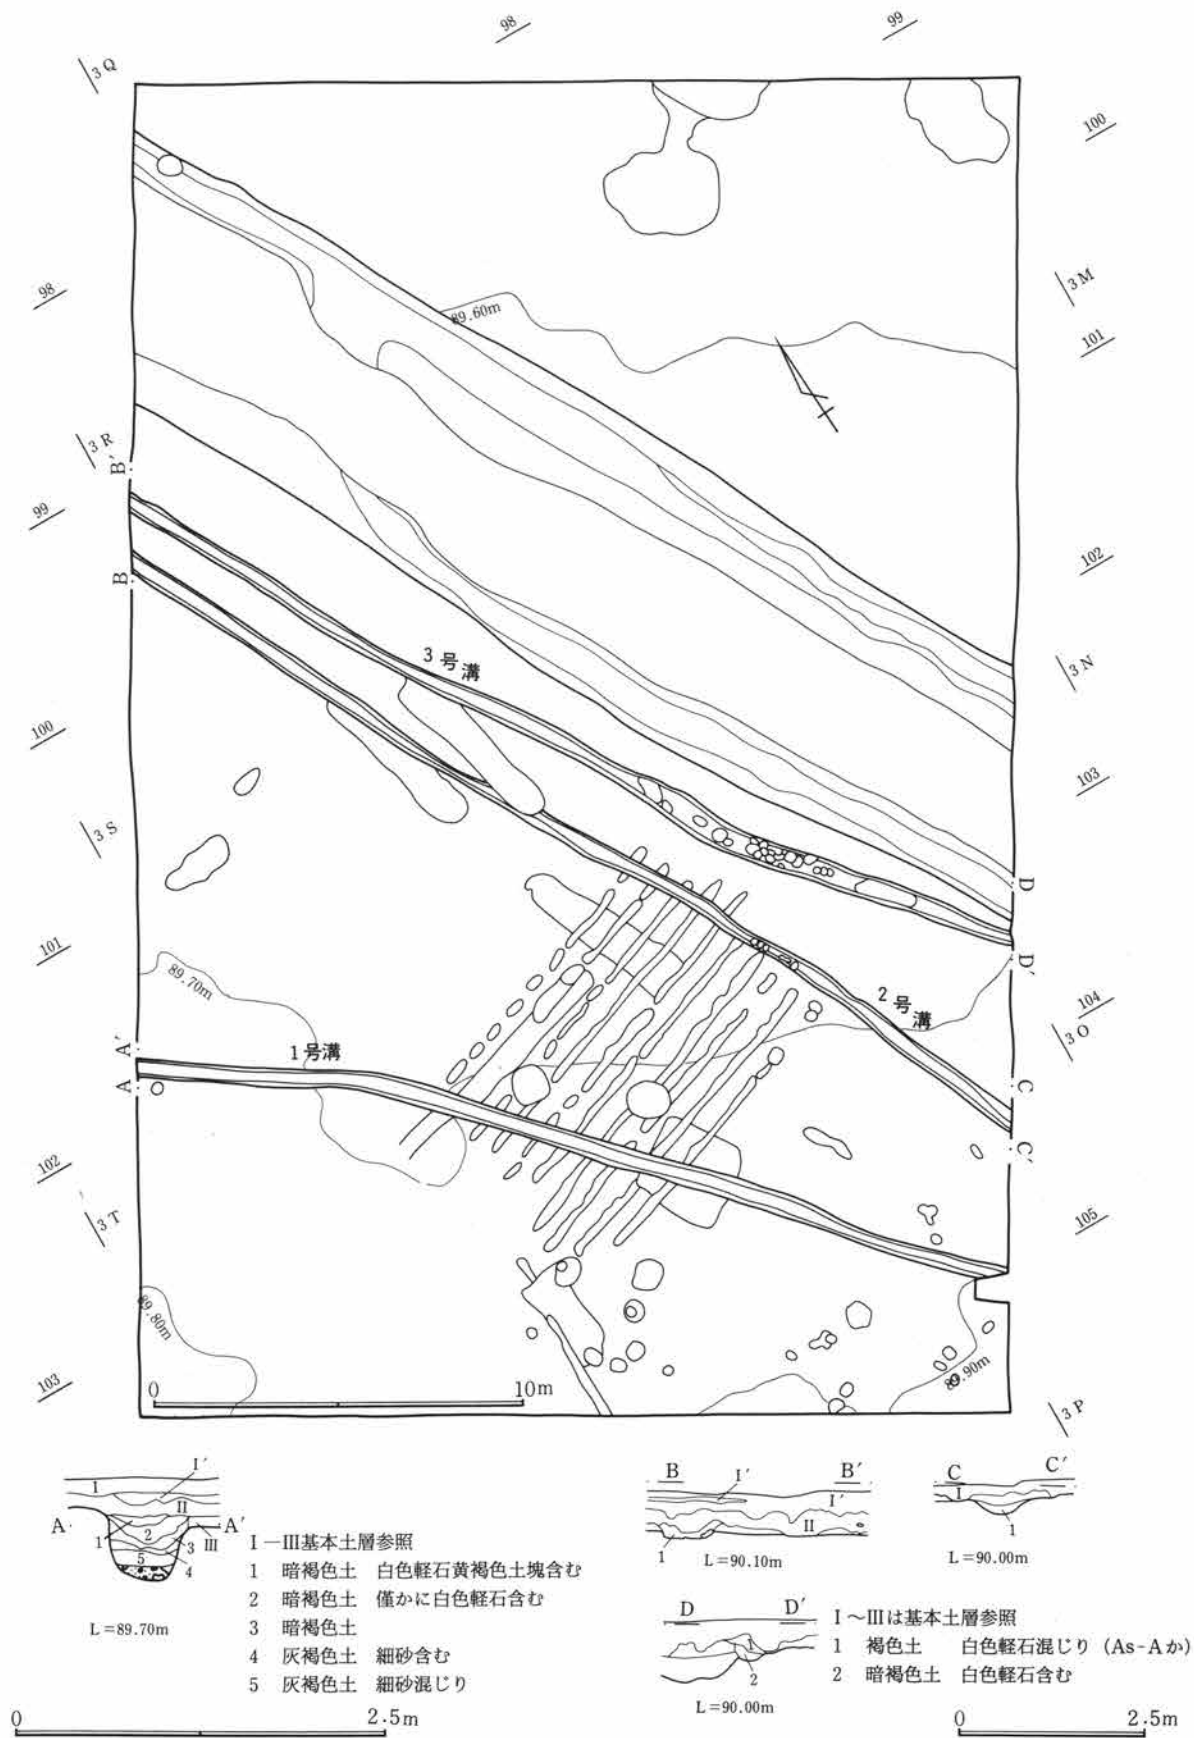 98
99
3 Q
100
98
3 M
89.60m
101
3 R
B′
99
102
B
3 号 溝
3 N
100
103
3 S
D
101
89.70m
D′
2 号 溝
104
3 O
A′
1 号溝
A
C
C′
102
3 T
105
89.80m
103
0 10m
89.90m
3 P
I′
I
II
A A′
1
2
III
3
5
4
L=89.70m
I—III基本土層参照
1 暗褐色土 白色軽石黄褐色土塊含む
2 暗褐色土 僅かに白色軽石含む
3 暗褐色土
4 灰褐色土 細砂含む
5 灰褐色土 細砂混じり
0 2.5m
B I′ B′
I′
II
1
L=90.10m
C C′
I
1
L=90.00m
D D′
1
2
L=90.00m
I～IIIは基本土層参照
1 褐色土 白色軽石混じり (As-Aか)
2 暗褐色土 白色軽石含む
0 2.5m